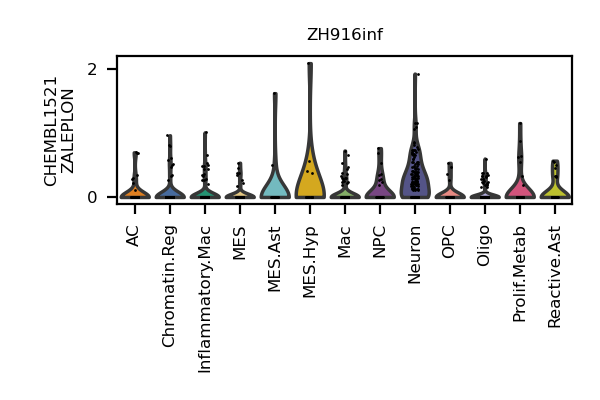 ZH916inf
CHEMBL1521
ZALEPLON
2
0
AC
Chromatin.Reg
Inflammatory.Mac
MES
MES.Ast
MES.Hyp
Mac
NPC
Neuron
OPC
Oligo
Prolif.Metab
Reactive.Ast